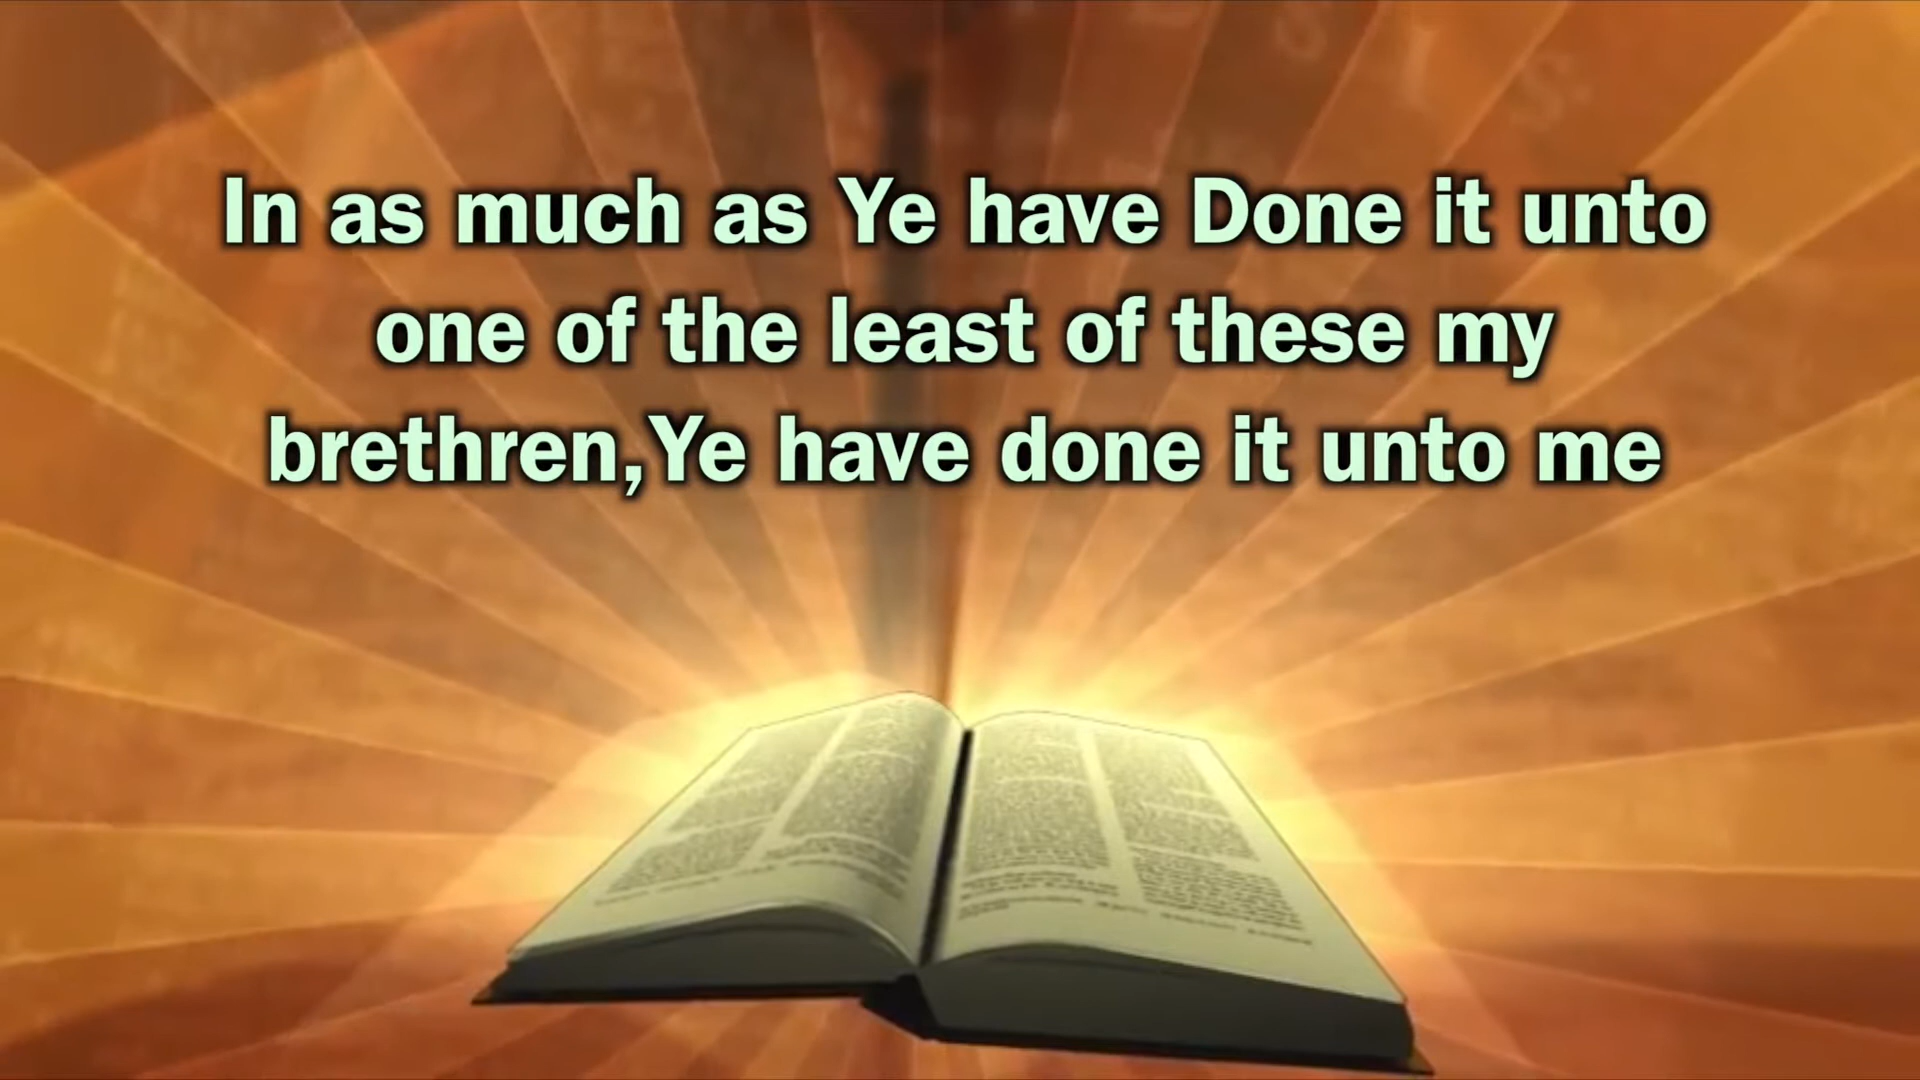 In as much as Ye have Done it unto
one of the least of these my
brethren,Ye have done it unto me